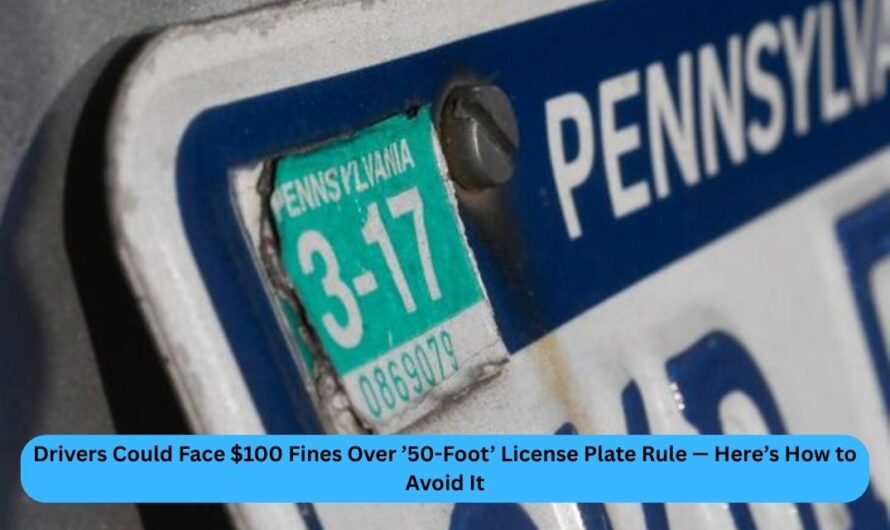 PENNSYLVANIA
3-17
0869079
PENNSYLVA
Drivers Could Face $100 Fines Over ’50-Foot’ License Plate Rule — Here’s How to
Avoid It